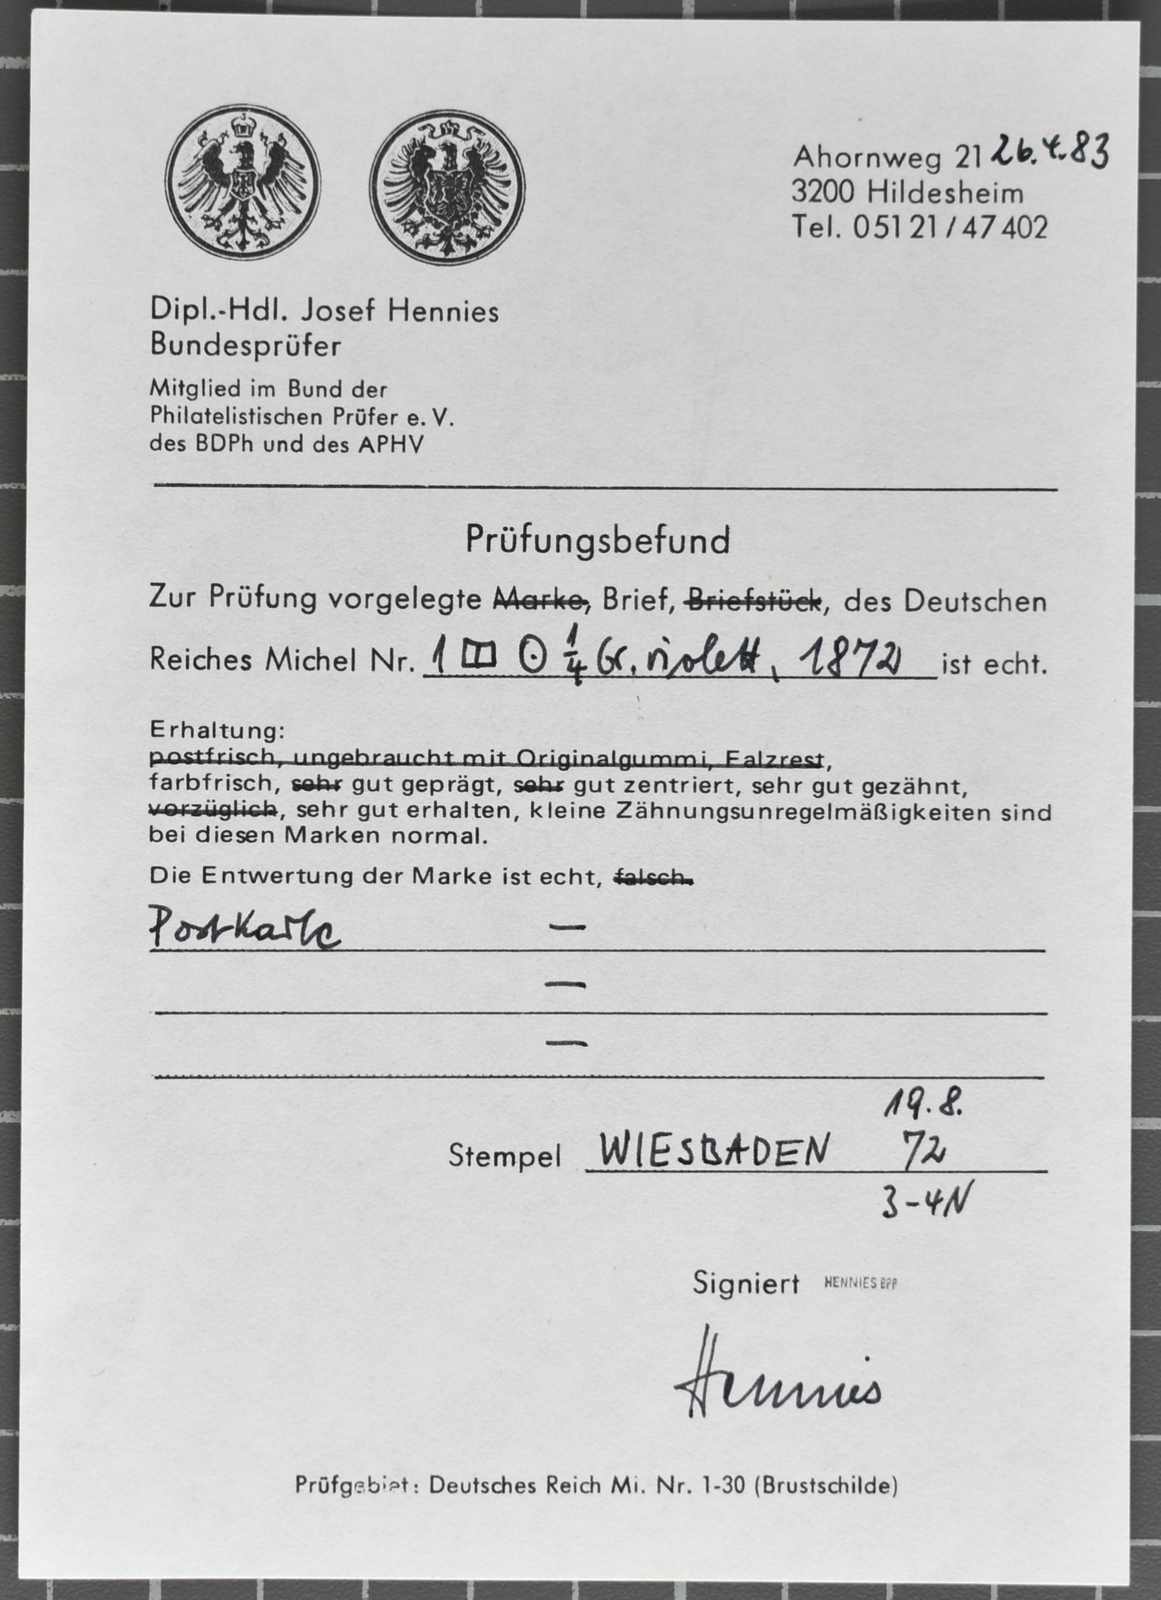 Ahornweg 21 26.4.83
3200 Hildesheim
Tel. 05121/47402
Dipl.-Hdl. Josef Hennies
Bundesprüfer
Mitglied im Bund der
Philatelistischen Prüfer e. V.
des BDPh und des APHV
Prüfungsbefund
Zur Prüfung vorgelegte Marke, Brief, Briefstück, des Deutschen
Reiches Michel Nr. 1 ⊙ 1/4 Gr. violett, 1872 ist echt.
Erhaltung:
postfrisch, ungebraucht mit Originalgummi, Falzrest,
farbfrisch, sehr gut geprägt, sehr gut zentriert, sehr gut gezähnt,
vorzüglich, sehr gut erhalten, kleine Zähnungsunregelmäßigkeiten sind
bei diesen Marken normal.
Die Entwertung der Marke ist echt, falsch.
Postkarte —
—
—
19.8.
Stempel WIESBADEN 72
3-4N
Signiert HENNIES BPP
Hennies
Prüfgebiet: Deutsches Reich Mi. Nr. 1-30 (Brustschilde)